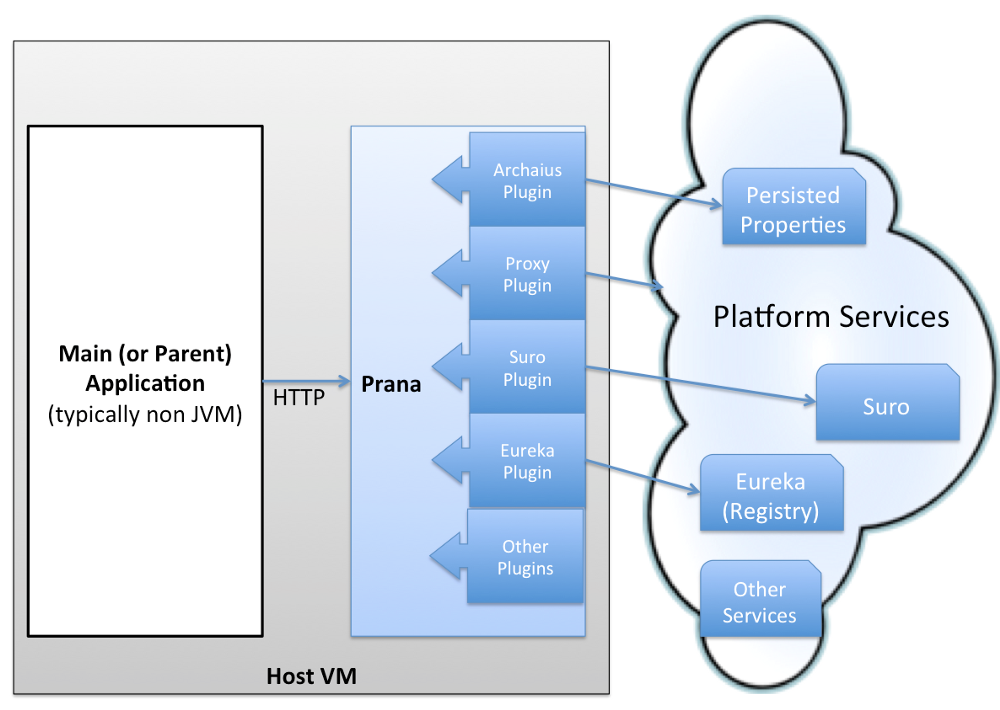 Main (or Parent)
Application
(typically non JVM)
HTTP
Prana
Archaius
Plugin
Proxy
Plugin
Suro
Plugin
Eureka
Plugin
Other
Plugins
Host VM
Persisted
Properties
Platform Services
Suro
Eureka
(Registry)
Other
Services